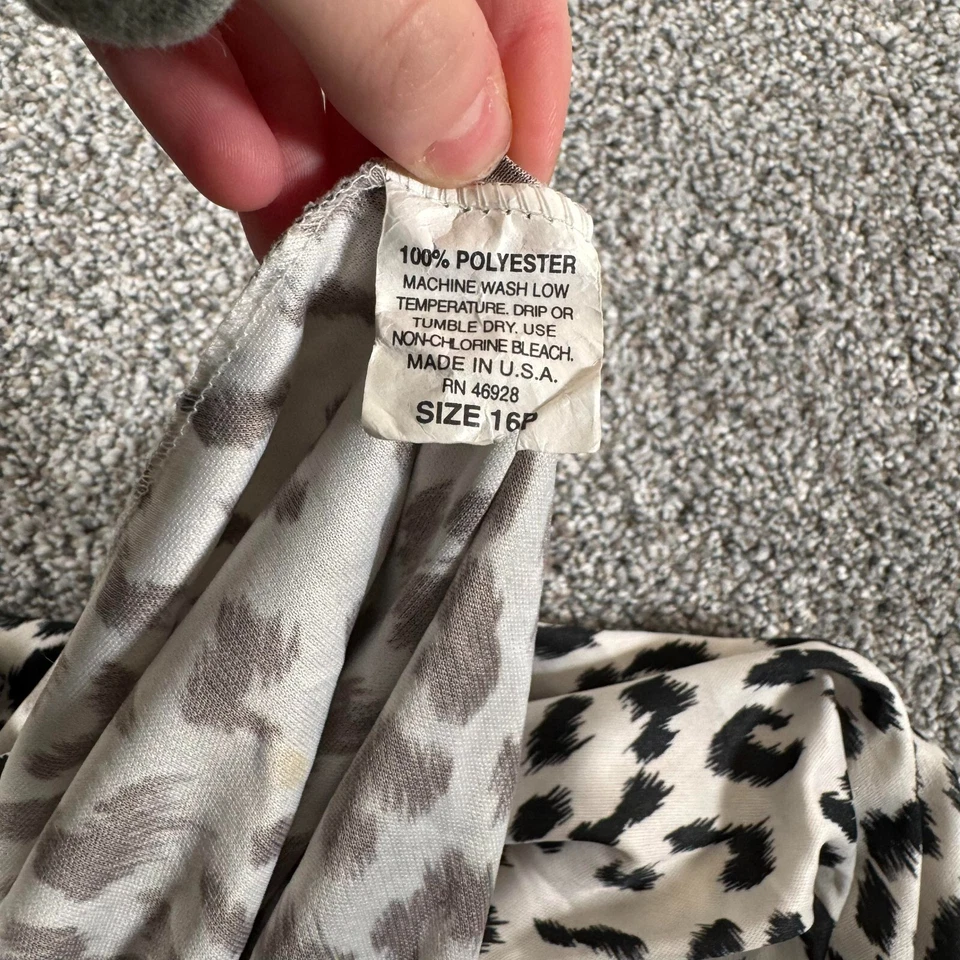 100% POLYESTER
MACHINE WASH LOW
TEMPERATURE. DRIP OR
TUMBLE DRY. USE
NON-CHLORINE BLEACH.
MADE IN U.S.A.
RN 46928
SIZE 16P